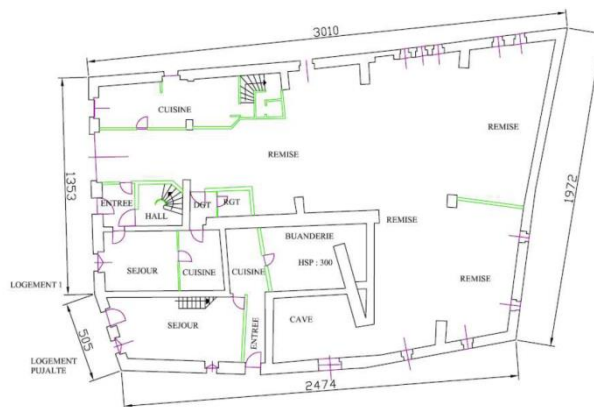 3010
CUISINE
REMISE
REMISE
1353
1972
ENTREE
HALL
DGT
RGT
REMISE
BUANDERIE
HSP : 300
SEJOUR
CUISINE
CUISINE
REMISE
LOGEMENT 1
SEJOUR
ENTREE
CAVE
505
LOGEMENT
PUJALTE
2474